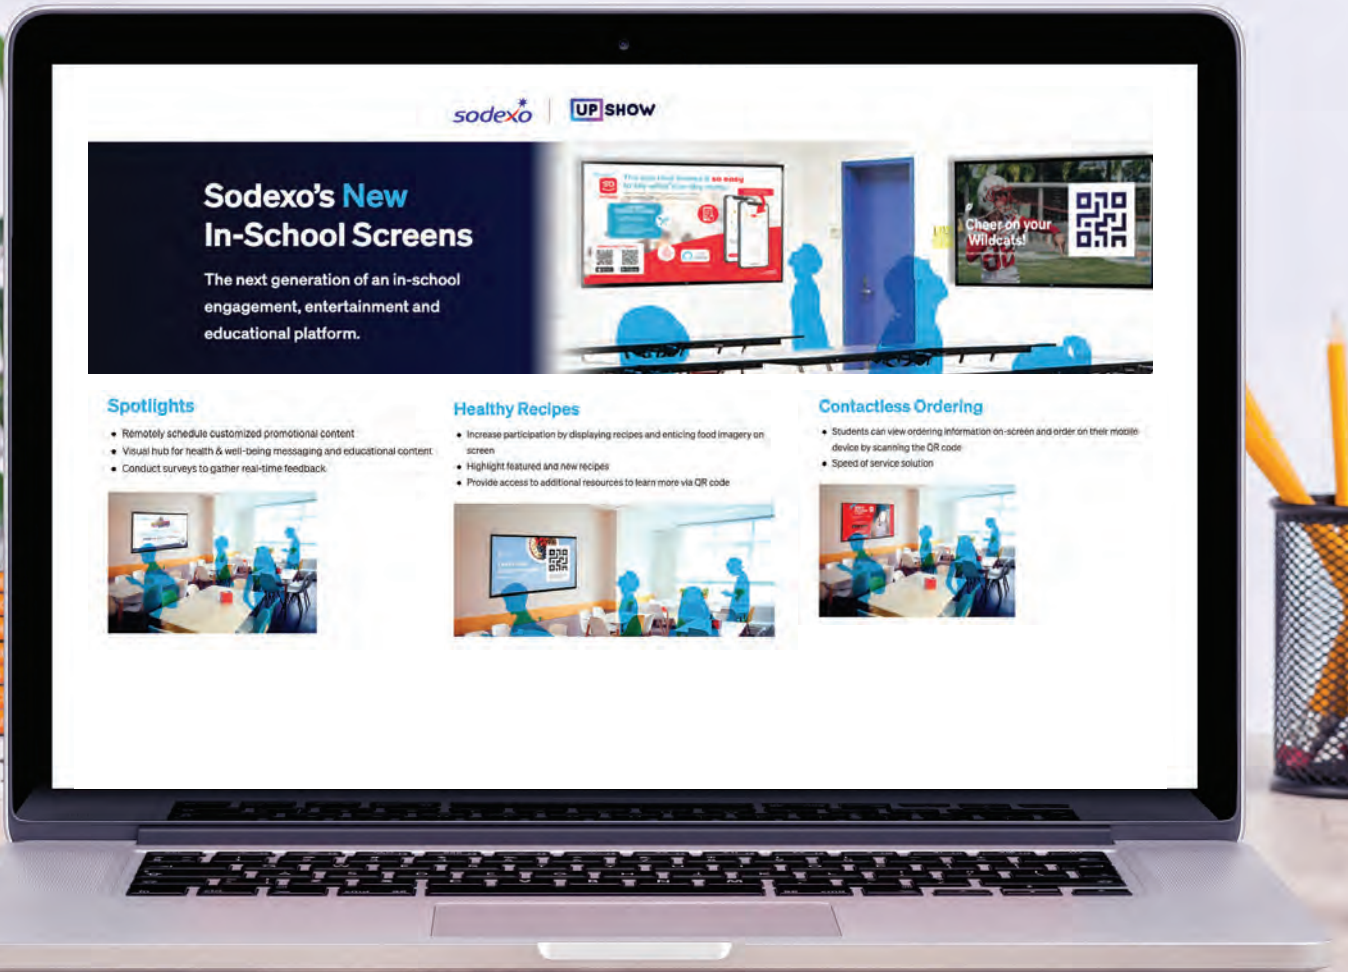 sodexo
UP SHOW
Sodexo's New
In-School Screens
The next generation of an in-school
engagement, entertainment and
educational platform.
so easy
Cheer on your
Wildcats!
Spotlights
• Remotely schedule customized promotional content
• Visual hub for health & well-being messaging and educational content
• Conduct surveys to gather real-time feedback
Healthy Recipes
• Increase participation by displaying recipes and enticing food imagery on
screen
• Highlight featured and new recipes
• Provide access to additional resources to learn more via QR code
Contactless Ordering
• Students can view ordering information on-screen and order on their mobile
device by scanning the QR code
• Speed of service solution